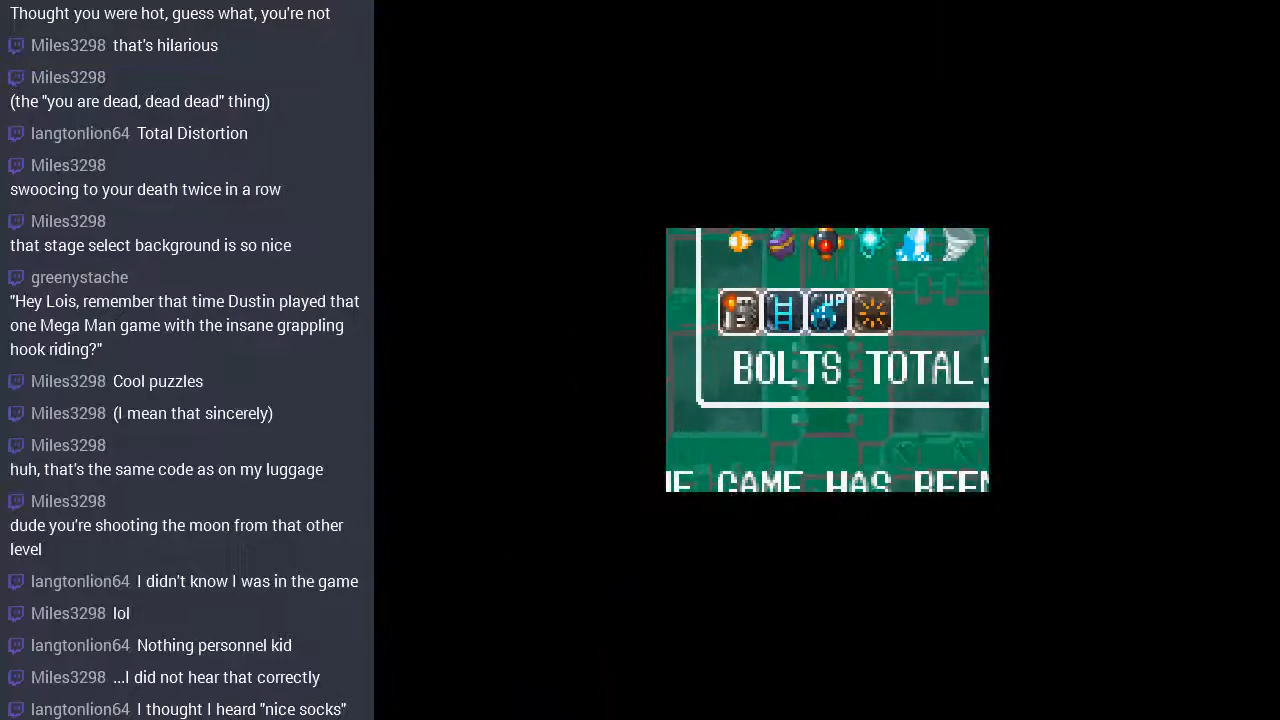 Thought you were hot, guess what, you're not
Miles3298 that's hilarious
Miles3298
(the "you are dead, dead dead" thing)
langtonlion64 Total Distortion
Miles3298
swoocing to your death twice in a row
Miles3298
that stage select background is so nice
greenystache
"Hey Lois, remember that time Dustin played that
one Mega Man game with the insane grappling
hook riding?"
Miles3298 Cool puzzles
Miles3298 (I mean that sincerely)
Miles3298
huh, that's the same code as on my luggage
Miles3298
dude you're shooting the moon from that other
level
langtonlion64 I didn't know I was in the game
Miles3298 lol
langtonlion64 Nothing personnel kid
Miles3298 ...I did not hear that correctly
langtonlion64 I thought I heard "nice socks"
UP
BOLTS TOTAL:
GAME HAS BEEN